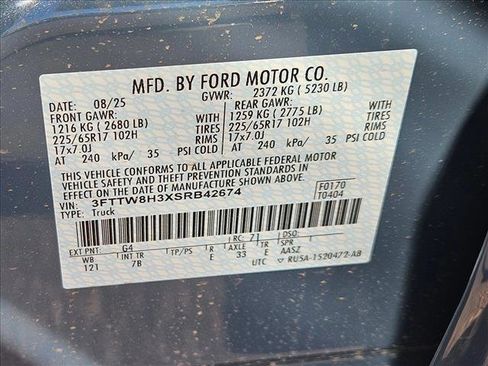 MFD. BY FORD MOTOR CO.
DATE: 08/25 GVWR: 2372 KG ( 5230 LB)
FRONT GAWR: REAR GAWR:
1216 KG ( 2680 LB) 1259 KG ( 2775 LB)
225/65R17 102H TIRES 225/65R17 102H TIRES
17x7.0J RIMS 17x7.0J RIMS
AT 240 kPa/ 35 PSI COLD AT 240 kPa/ 35 PSI COLD
THIS VEHICLE CONFORMS TO ALL APPLICABLE FEDERAL MOTOR
VEHICLE SAFETY AND THEFT PREVENTION STANDARDS IN
EFFECT ON THE DATE OF MANUFACTURE SHOWN ABOVE.
VIN: 3FTTW8H3XSRB42674 F0170
TYPE: Truck T0404
EXT PNT: G4 RC: 71
WB INT TR TP/PS R AXLE TR SPR
121 7B E 33 E AASZ
UTC RU5A-1520472-AB